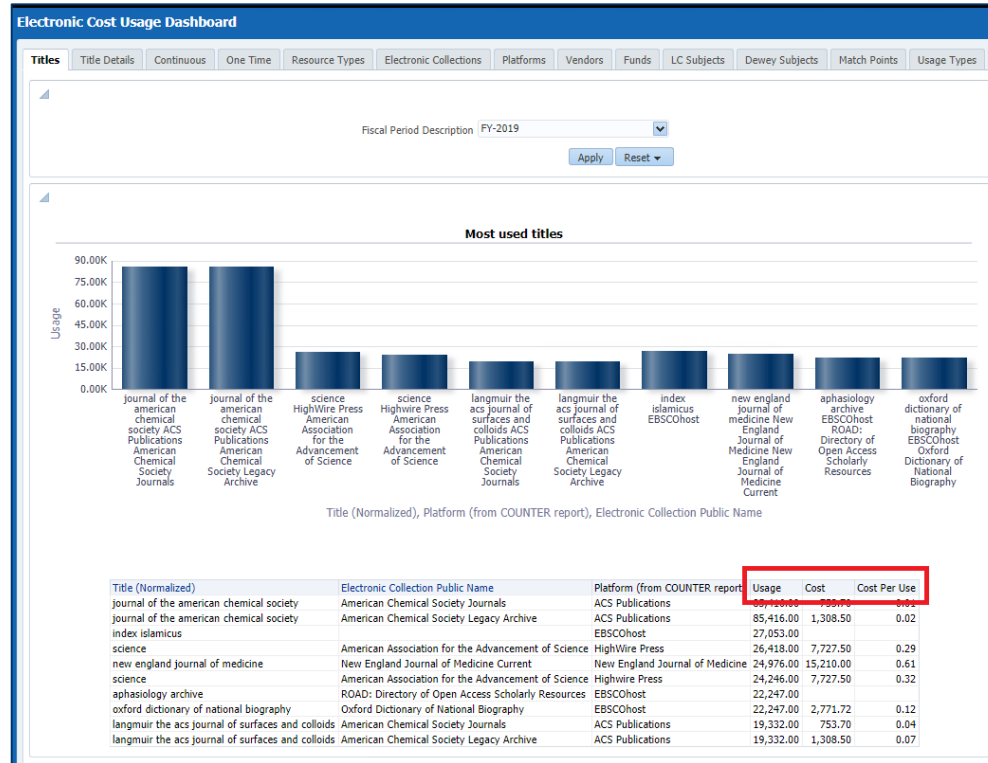 Electronic Cost Usage Dashboard
Titles Title Details Continuous One Time Resource Types Electronic Collections Platforms Vendors Funds LC Subjects Dewey Subjects Match Points Usage Types
Fiscal Period Description FY-2019
Apply Reset
Most used titles
90.00K
75.00K
60.00K
45.00K
30.00K
15.00K
0.00K
Usage
journal of the
american
chemical
society ACS
Publications
American
Chemical
Society
Journals
journal of the
american
chemical
society ACS
Publications
American
Chemical
Society Legacy
Archive
science
HighWire Press
American
Association
for the
Advancement
of Science
science
Highwire Press
American
Association
for the
Advancement
of Science
langmuir the
acs journal of
surfaces and
colloids ACS
Publications
American
Chemical
Society
Journals
langmuir the
acs journal of
surfaces and
colloids ACS
Publications
American
Chemical
Society Legacy
Archive
index
islamicus
EBSCOhost
new england
journal of
medicine New
England
Journal of
Medicine New
England
Journal of
Medicine
Current
aphasiology
archive
EBSCOhost
ROAD:
Directory of
Open Access
Scholarly
Resources
oxford
dictionary of
national
biography
EBSCOhost
Oxford
Dictionary of
National
Biography
Title (Normalized), Platform (from COUNTER report), Electronic Collection Public Name
Title (Normalized) Electronic Collection Public Name Platform (from COUNTER report) Usage Cost Cost Per Use
journal of the american chemical society American Chemical Society Journals ACS Publications 85,416.00 753.70 0.01
journal of the american chemical society American Chemical Society Legacy Archive ACS Publications 85,416.00 1,308.50 0.02
index islamicus EBSCOhost 27,053.00
science American Association for the Advancement of Science HighWire Press 26,418.00 7,727.50 0.29
new england journal of medicine New England Journal of Medicine Current New England Journal of Medicine 24,976.00 15,210.00 0.61
science American Association for the Advancement of Science Highwire Press 24,246.00 7,727.50 0.32
aphasiology archive ROAD: Directory of Open Access Scholarly Resources EBSCOhost 22,247.00
oxford dictionary of national biography Oxford Dictionary of National Biography EBSCOhost 22,247.00 2,771.72 0.12
langmuir the acs journal of surfaces and colloids American Chemical Society Journals ACS Publications 19,332.00 753.70 0.04
langmuir the acs journal of surfaces and colloids American Chemical Society Legacy Archive ACS Publications 19,332.00 1,308.50 0.07